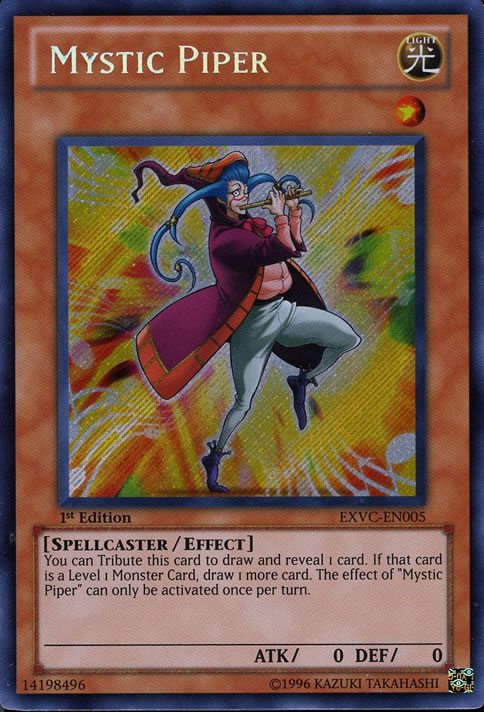 Mystic Piper
LIGHT
光
1st Edition
EXVC-EN005
[Spellcaster / Effect]
You can Tribute this card to draw and reveal 1 card. If that card
is a Level 1 Monster Card, draw 1 more card. The effect of “Mystic
Piper” can only be activated once per turn.
ATK/ 0 DEF/ 0
14198496
©1996 KAZUKI TAKAHASHI